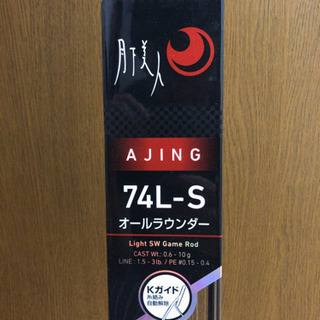 月下美人
AJING
74L-S
オールラウンダー
Light SW Game Rod
CAST Wt.: 0.6 - 10g
LINE : 1.5 - 3lb. / PE #0.15 - 0.4
Kガイド
糸絡み
自動解除